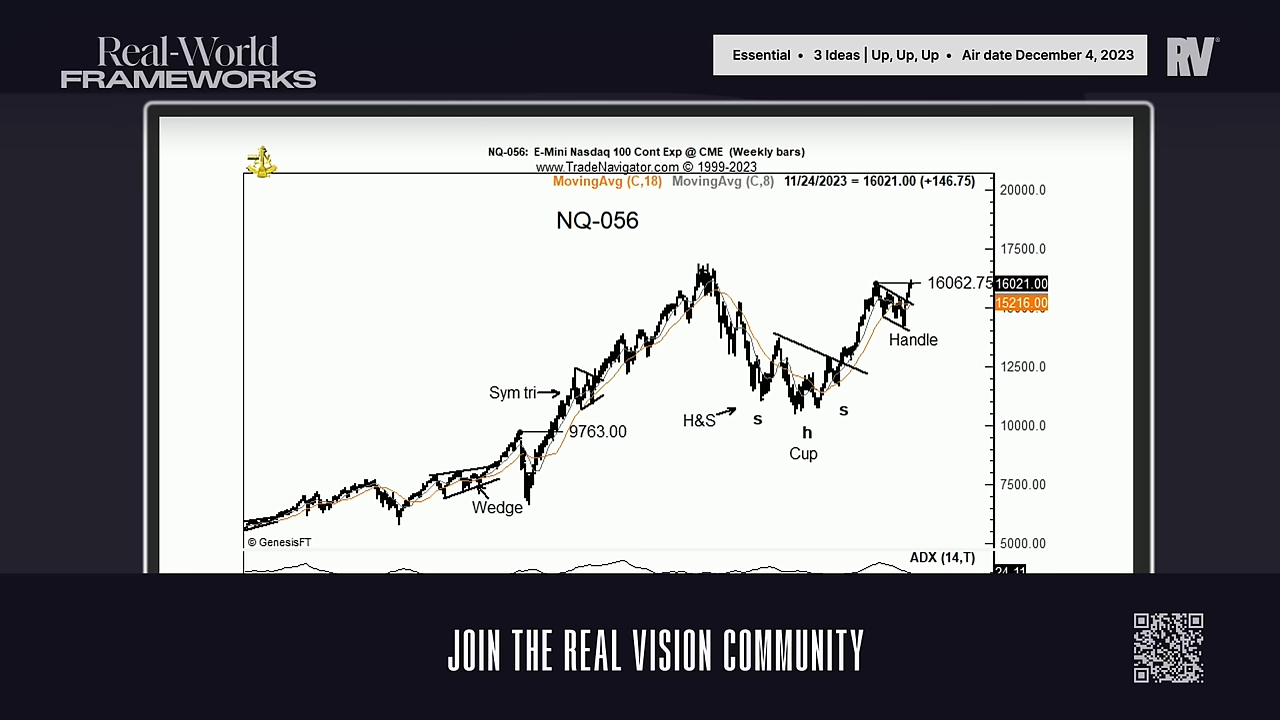 Real-World
FRAMEWORKS
Essential • 3 Ideas | Up, Up, Up • Air date December 4, 2023
RV
NQ-056: E-Mini Nasdaq 100 Cont Exp @ CME (Weekly bars)
www.TradeNavigator.com © 1999-2023
MovingAvg (C,18) MovingAvg (C,8) 11/24/2023 = 16021.00 (+146.75)
20000.0
NQ-056
17500.0
16062.75
16021.00
15216.00
Handle
12500.0
Sym tri
H&S
s
h
s
Cup
10000.0
9763.00
7500.00
Wedge
© GenesisFT
5000.00
ADX (14,T)
24.11
JOIN THE REAL VISION COMMUNITY